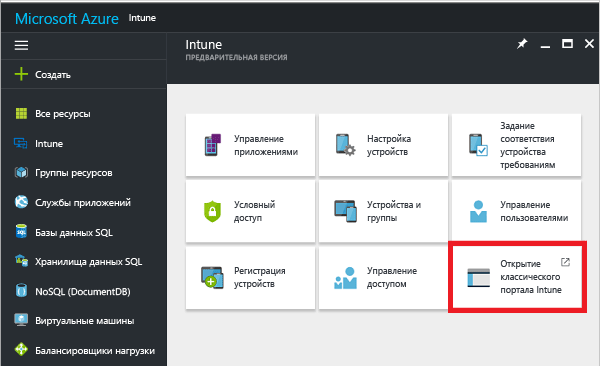 Microsoft Azure Intune
Intune
ПРЕДВАРИТЕЛЬНАЯ ВЕРСИЯ
Создать
Все ресурсы
Intune
Группы ресурсов
Службы приложений
Базы данных SQL
Хранилища данных SQL
NoSQL (DocumentDB)
Виртуальные машины
Балансировщики нагрузки
Управление
приложениями
Настройка
устройств
Задание
соответствия
устройства
требованиям
Условный
доступ
Устройства и
группы
Управление
пользователями
Регистрация
устройств
Управление
доступом
Открытие
классического
портала Intune